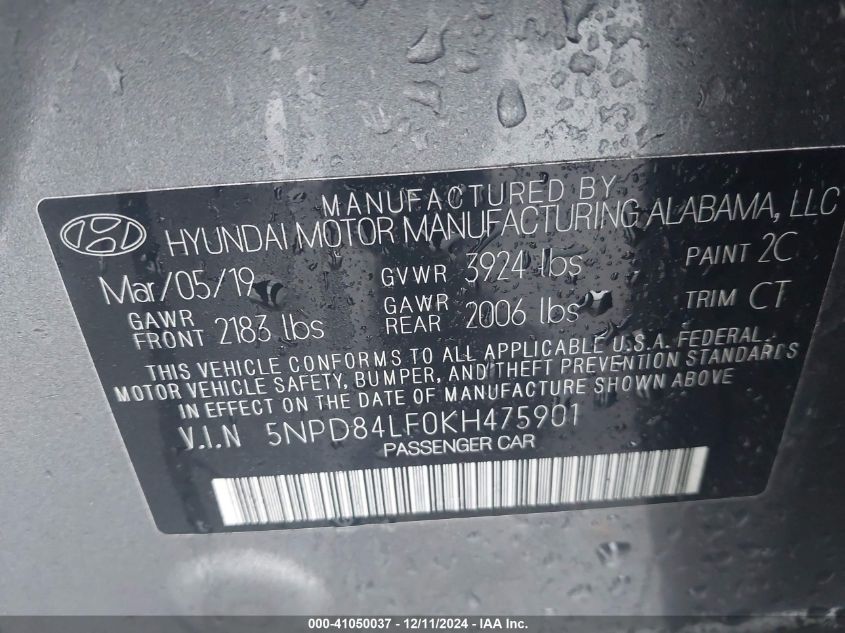 MANUFACTURED BY
HYUNDAI MOTOR MANUFACTURING ALABAMA, LLC
Mar/05/19 GVWR 3924 lbs PAINT 2C
GAWR FRONT 2183 lbs GAWR REAR 2006 lbs TRIM CT
THIS VEHICLE CONFORMS TO ALL APPLICABLE U.S.A. FEDERAL
MOTOR VEHICLE SAFETY, BUMPER, AND THEFT PREVENTION STANDARDS
IN EFFECT ON THE DATE OF MANUFACTURE SHOWN ABOVE
V.I.N 5NPD84LF0KH475901
PASSENGER CAR
000-41050037 - 12/11/2024 - IAA Inc.